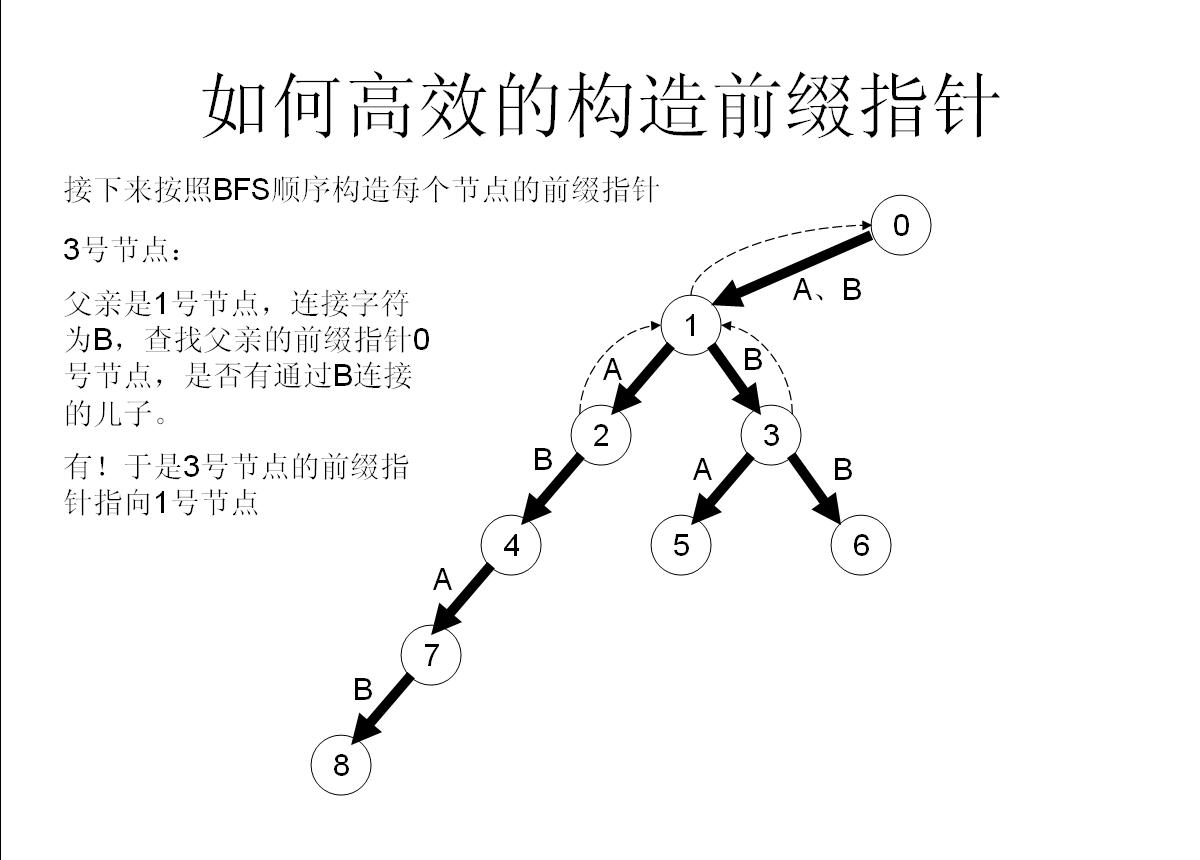 如何高效的构造前缀指针
接下来按照BFS顺序构造每个节点的前缀指针
3号节点：
父亲是1号节点，连接字符
为B，查找父亲的前缀指针0
号节点，是否有通过B连接
的儿子。
有！于是3号节点的前缀指
针指向1号节点
0
A、B
1
A
B
2
3
B
A
B
4
5
6
A
7
B
8